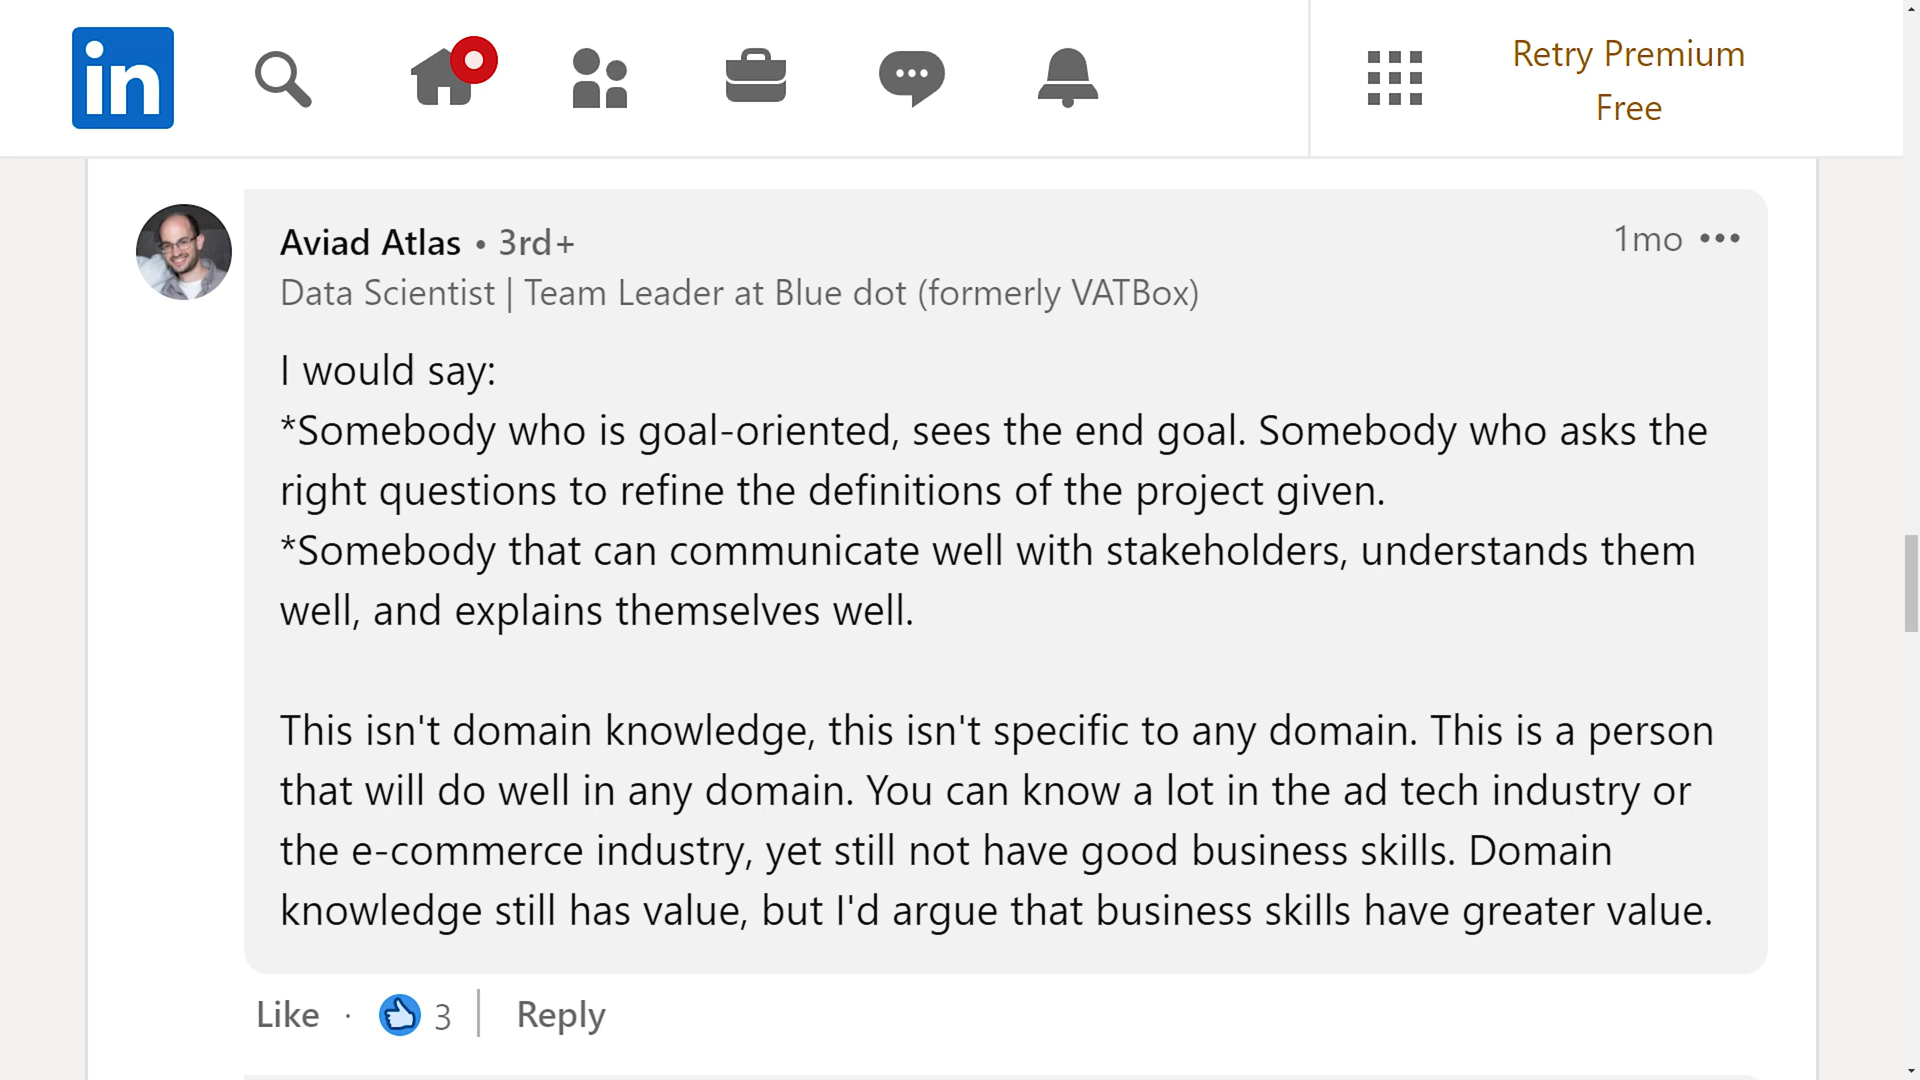 in
Retry Premium
Free
Aviad Atlas • 3rd+
1mo •••
Data Scientist | Team Leader at Blue dot (formerly VATBox)
I would say:
*Somebody who is goal-oriented, sees the end goal. Somebody who asks the
right questions to refine the definitions of the project given.
*Somebody that can communicate well with stakeholders, understands them
well, and explains themselves well.
This isn't domain knowledge, this isn't specific to any domain. This is a person
that will do well in any domain. You can know a lot in the ad tech industry or
the e-commerce industry, yet still not have good business skills. Domain
knowledge still has value, but I'd argue that business skills have greater value.
Like · 3 | Reply